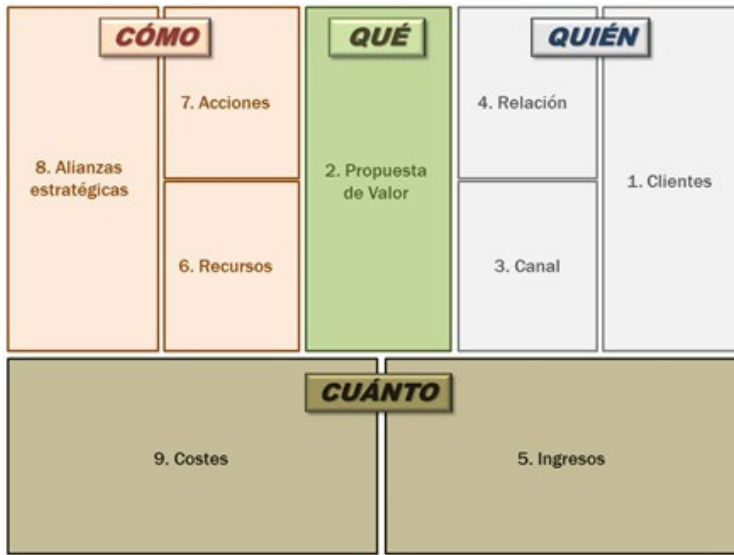 CÓMO
QUÉ
QUIÉN
8. Alianzas
estratégicas
7. Acciones
6. Recursos
2. Propuesta
de Valor
4. Relación
3. Canal
1. Clientes
CUÁNTO
9. Costes
5. Ingresos